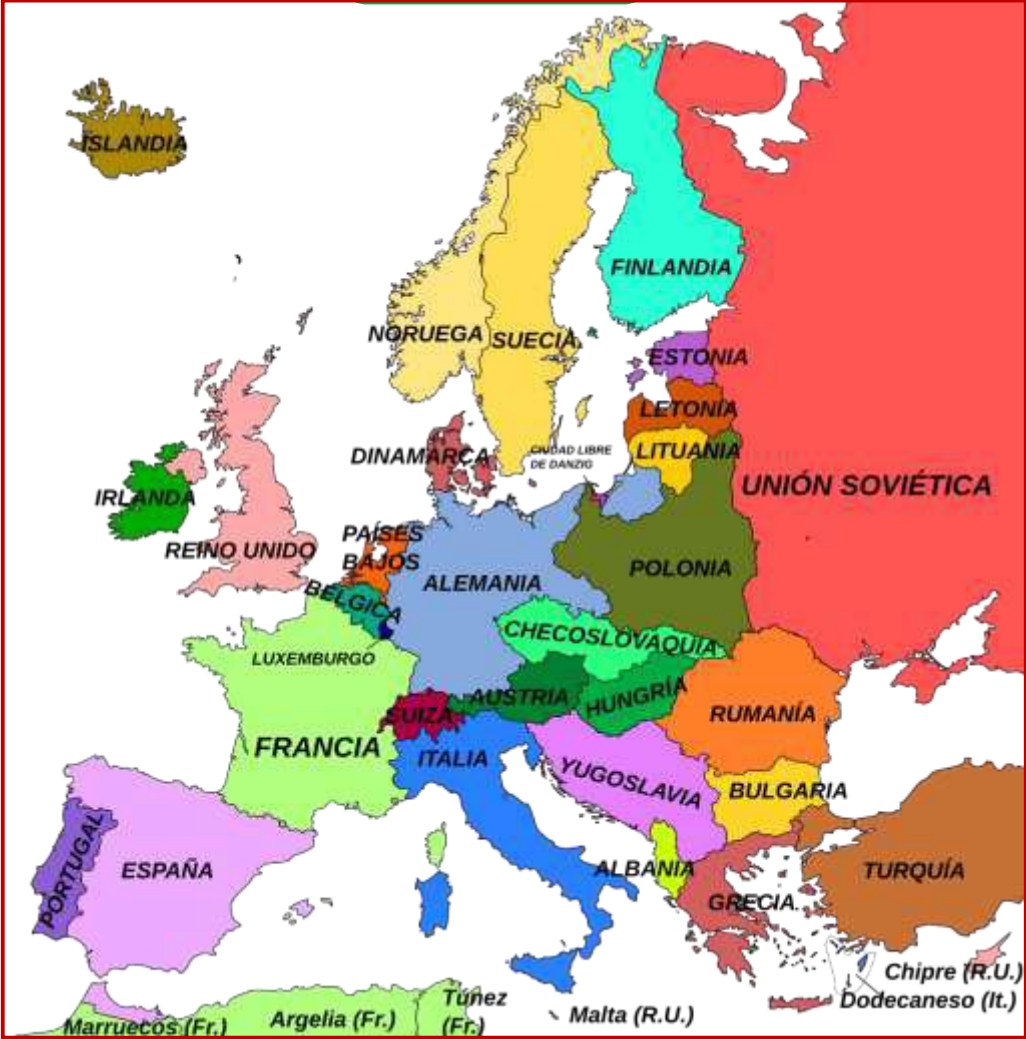 ISLANDIA
FINLANDIA
NORUEGA
SUECIA
ESTONIA
LETONÍA
DINAMARCA
CIUDAD LIBRE
DE DANZIG
LITUANIA
UNIÓN SOVIÉTICA
IRLANDA
REINO UNIDO
PAÍSES
BAJOS
ALEMANIA
POLONIA
BELGICA
CHECOSLOVAQUIA
LUXEMBURGO
AUSTRIA
HUNGRÍA
SUIZA
RUMANÍA
FRANCIA
ITALIA
YUGOSLAVIA
BULGARIA
PORTUGAL
ESPAÑA
ALBANIA
TURQUÍA
GRECIA
Chipre (R.U.)
Dodecaneso (It.)
Túnez
(Fr.)
Marruecos (Fr.)
Argelia (Fr.)
Malta (R.U.)